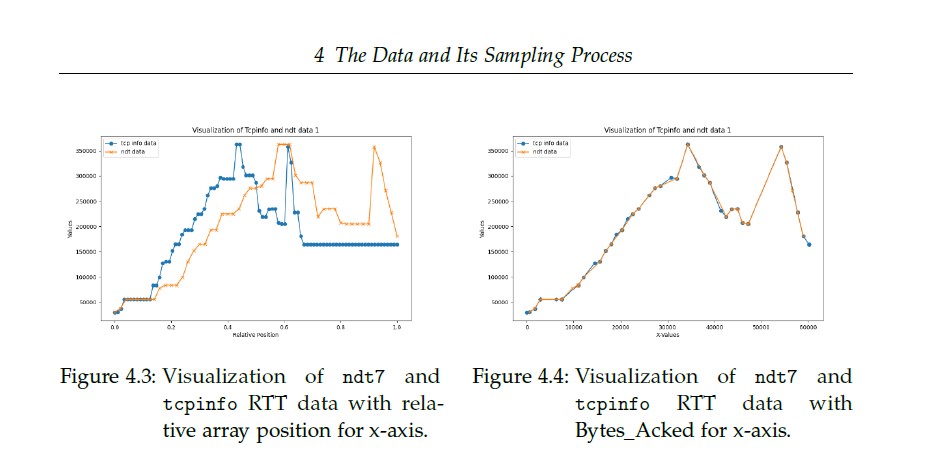 4 The Data and Its Sampling Process
Visualization of Tcpinfo and ndt data 1
tcp info data
ndt data
350000
300000
250000
200000
150000
100000
50000
Values
0.0 0.2 0.4 0.6 0.8 1.0
Relative Position
Visualization of Tcpinfo and ndt data 1
tcp info data
ndt data
350000
300000
250000
200000
150000
100000
50000
Values
0 10000 20000 30000 40000 50000 60000
X-Values
Figure 4.3: Visualization of ndt7 and
tcpinfo RTT data with rela-
tive array position for x-axis.
Figure 4.4: Visualization of ndt7 and
tcpinfo RTT data with
Bytes_Acked for x-axis.